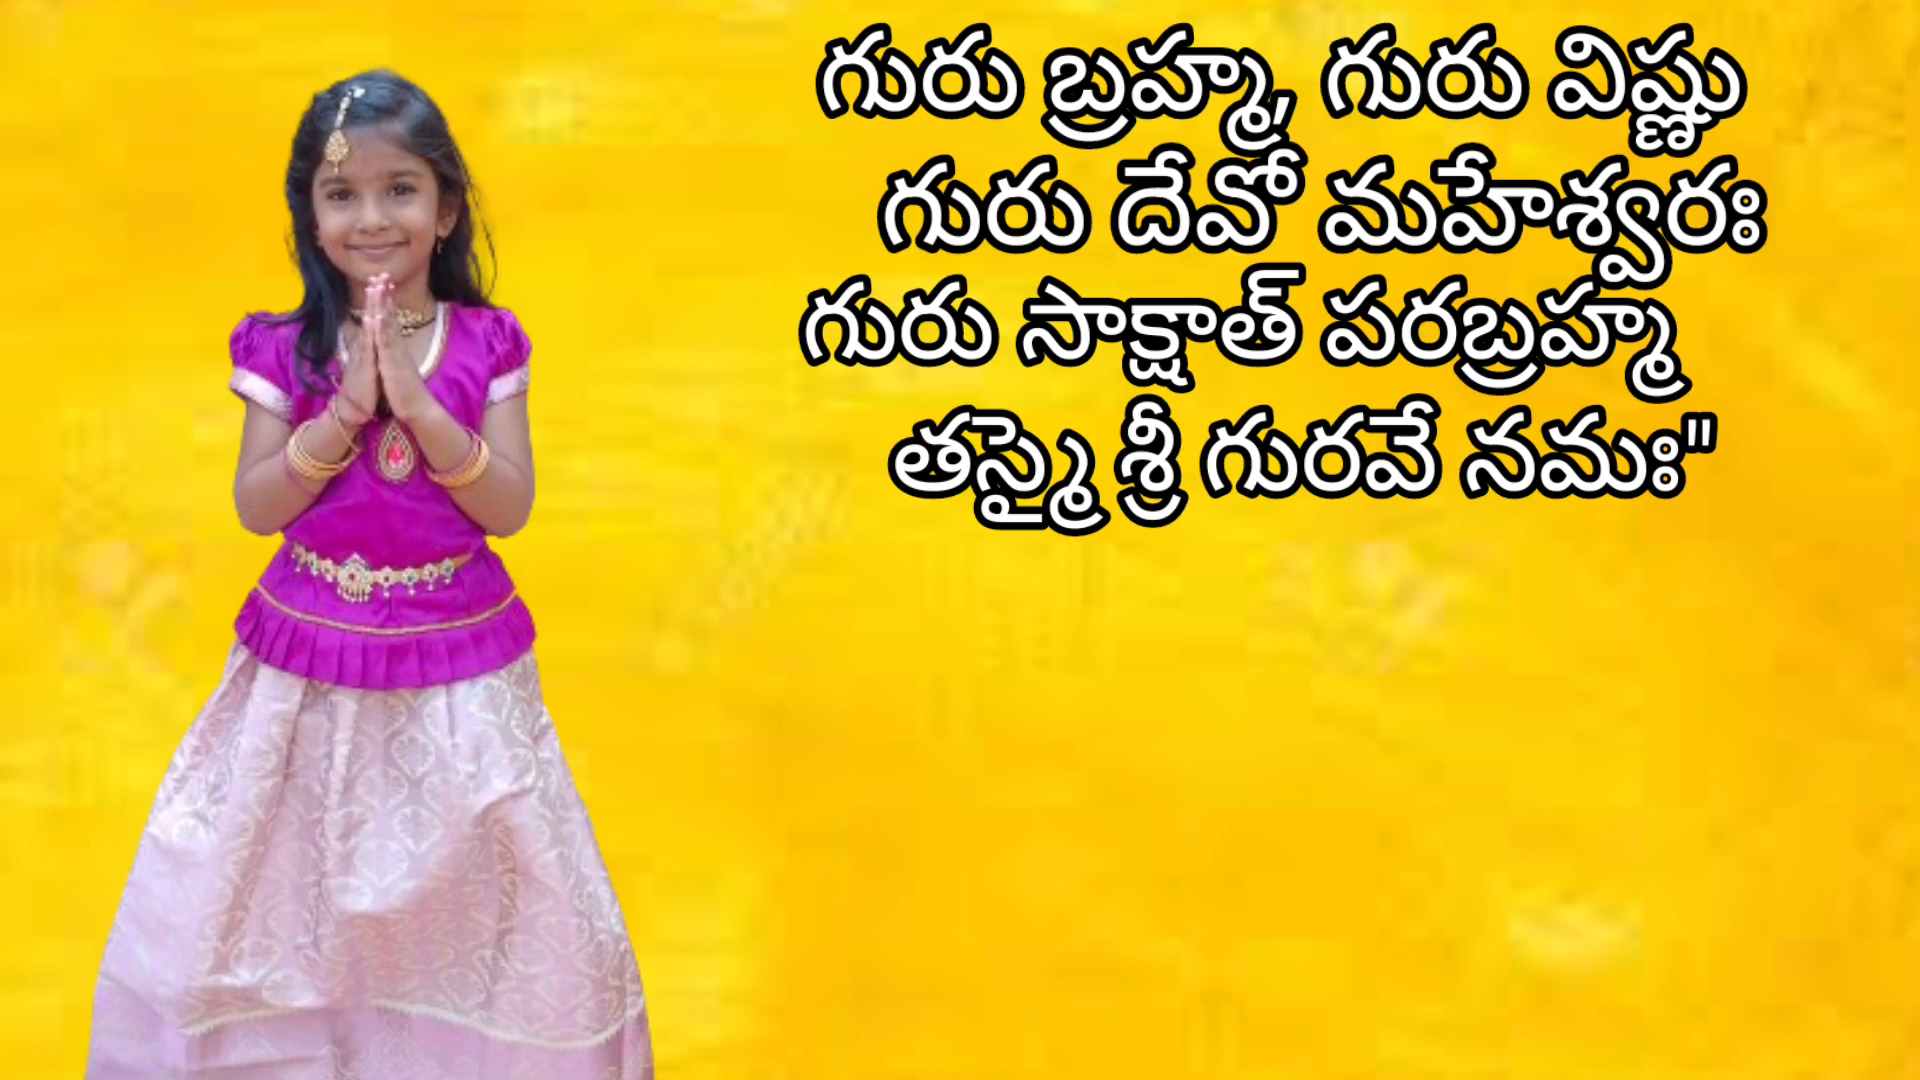 గురు బ్రహ్మ, గురు విష్ణు
గురు దేవో మహేశ్వరః
గురు సాక్షాత్ పరబ్రహ్మ
తస్మై శ్రీ గురవే నమః"